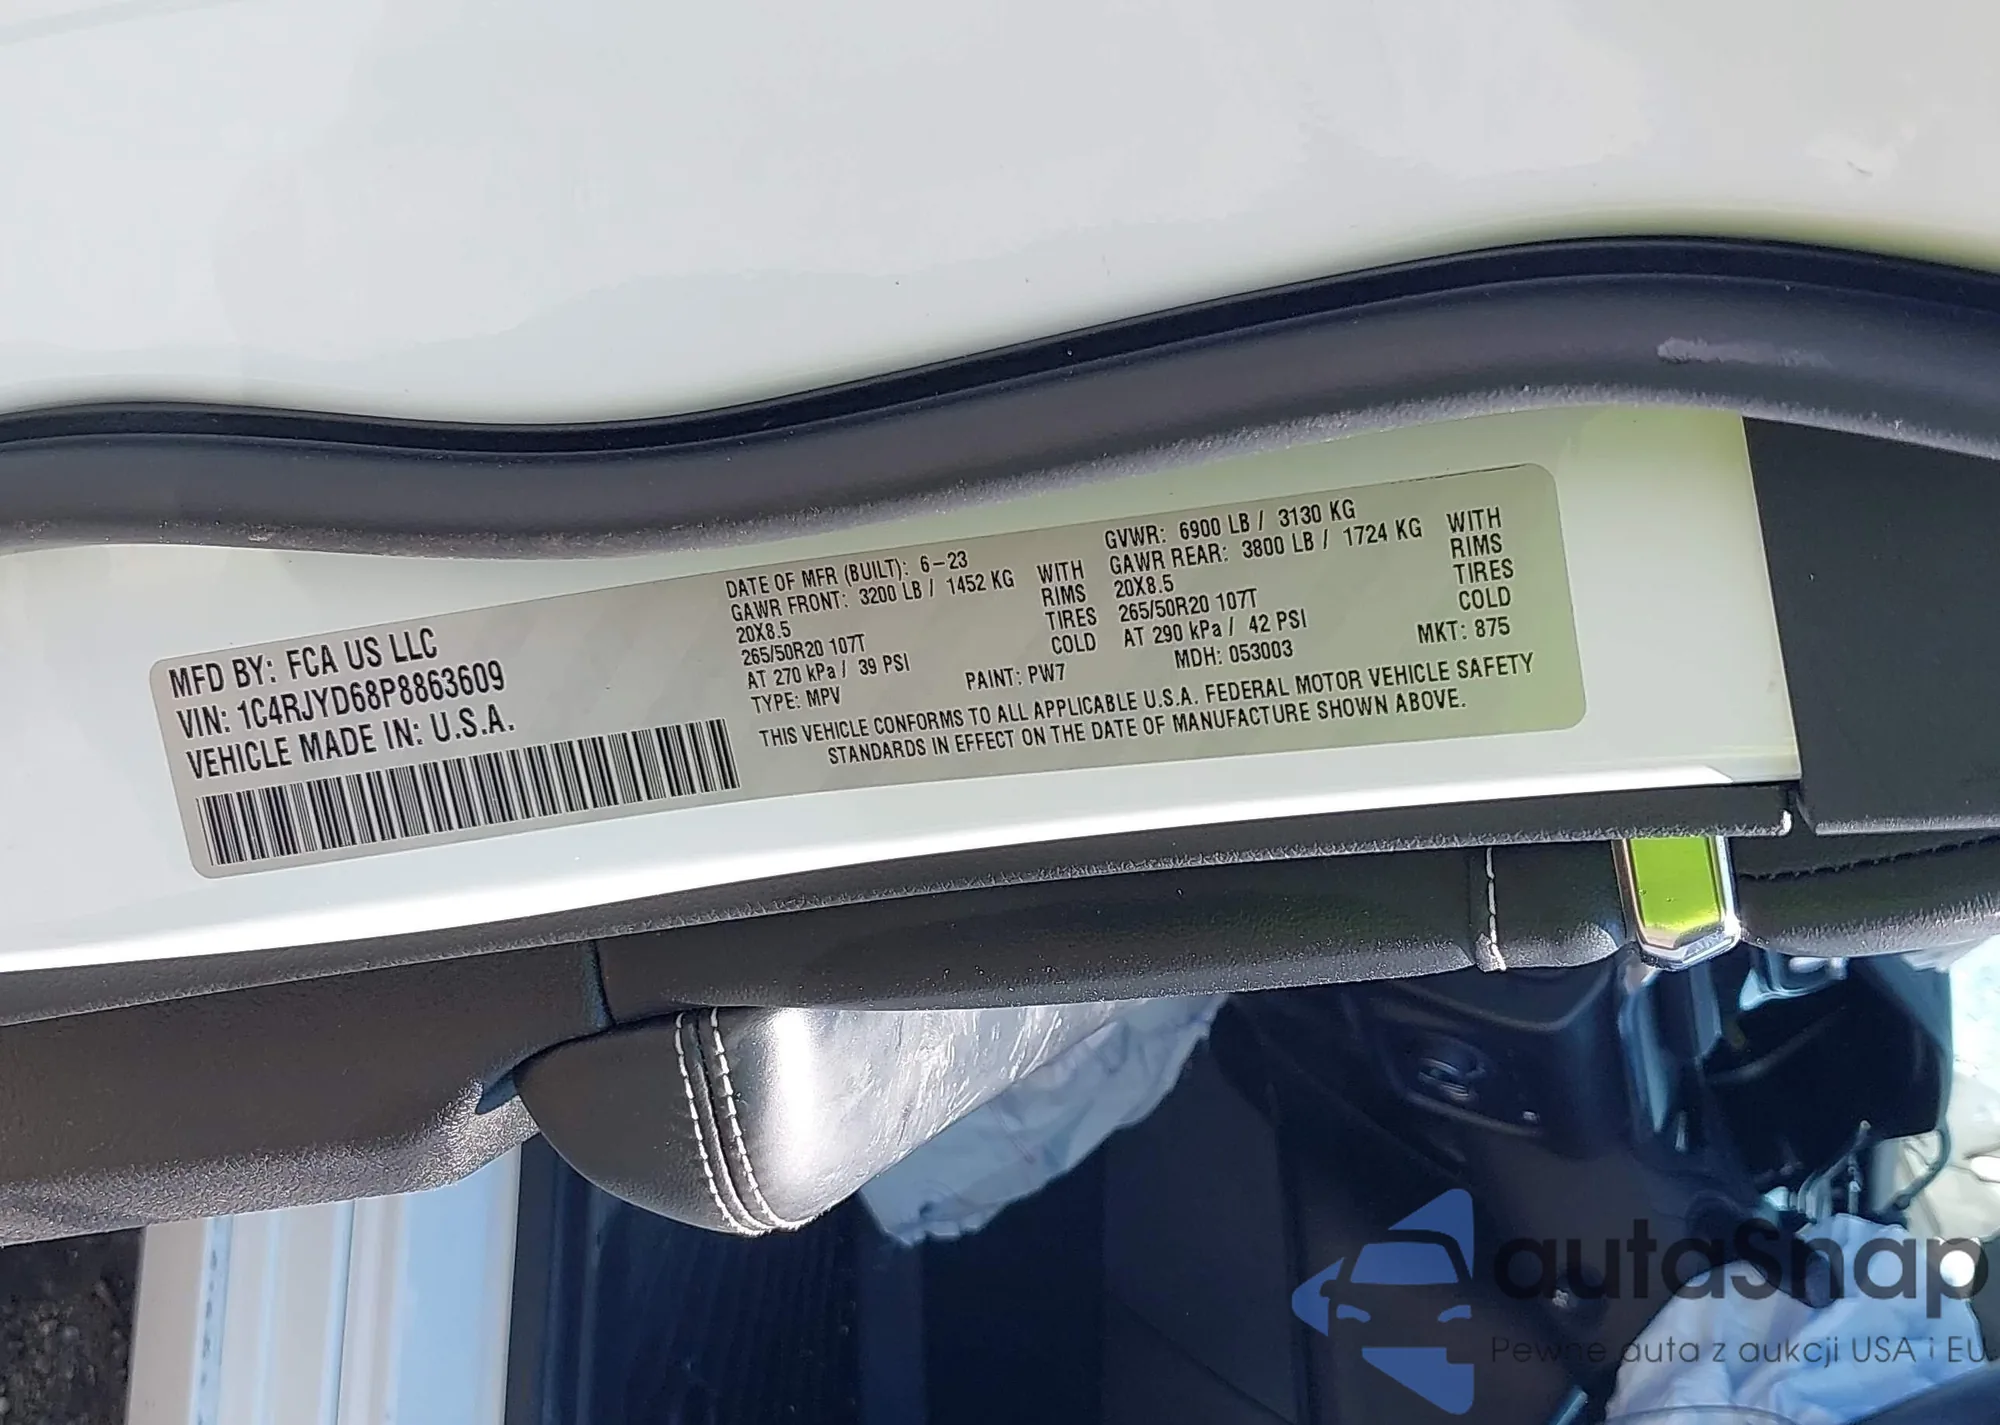 MFD BY: FCA US LLC
VIN: 1C4RJYD68P8863609
VEHICLE MADE IN: U.S.A.
DATE OF MFR (BUILT): 6-23
GAWR FRONT: 3200 LB / 1452 KG WITH
20X8.5 RIMS
265/50R20 107T TIRES
AT 270 kPa / 39 PSI COLD
GVWR: 6900 LB / 3130 KG
GAWR REAR: 3800 LB / 1724 KG WITH
20X8.5 RIMS
265/50R20 107T TIRES
AT 290 kPa / 42 PSI COLD
TYPE: MPV PAINT: PW7 MDH: 053003 MKT: 875
THIS VEHICLE CONFORMS TO ALL APPLICABLE U.S.A. FEDERAL MOTOR VEHICLE SAFETY
STANDARDS IN EFFECT ON THE DATE OF MANUFACTURE SHOWN ABOVE.
autaSnap
Pewne auta z aukcji USA i EU